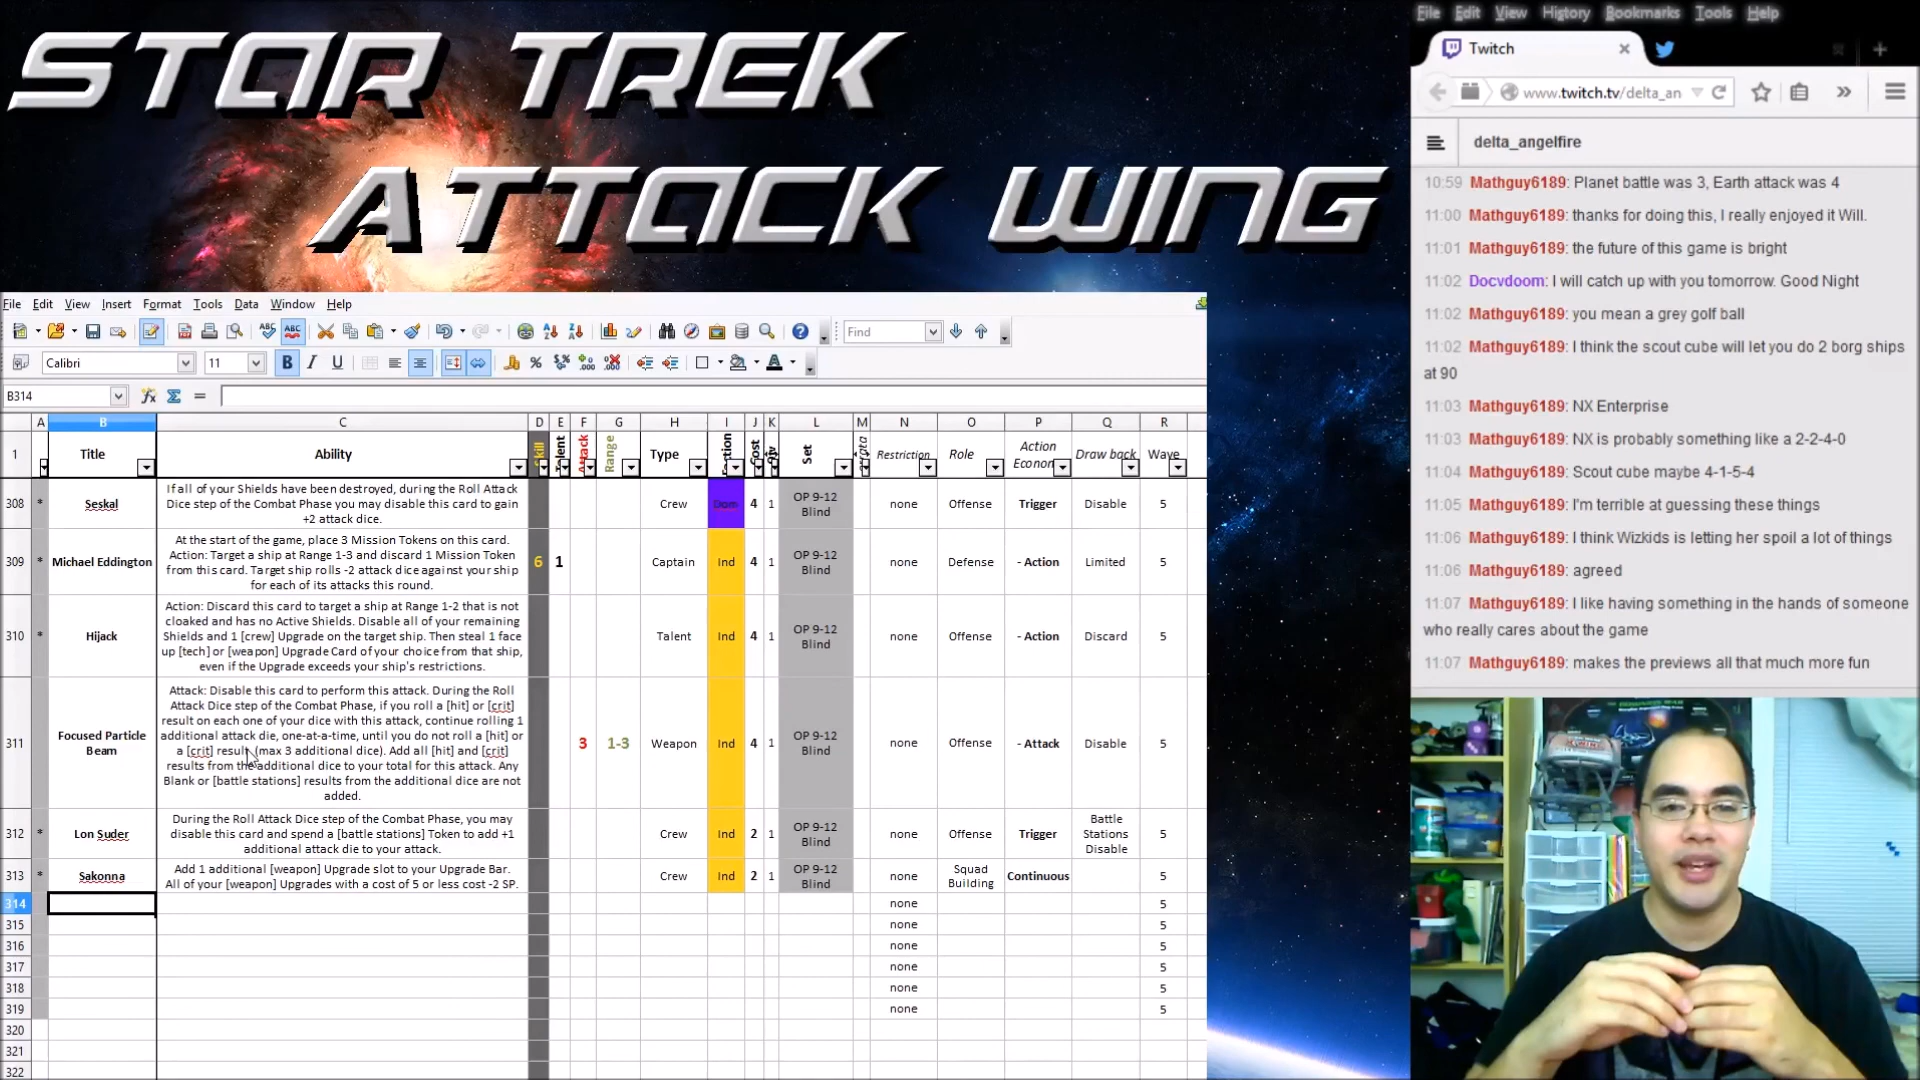 STAR TREK
ATTACK WING
File Edit View Insert Format Tools Data Window Help
Find
Calibri
11
B314
A B C D E F G H I J K L M N O P Q R
1 Title Ability Skill Talent Attack Range Type Faction Cost Set Restriction Role Action Econom Draw back Wave
308 * Seskal
If all of your Shields have been destroyed, during the Roll Attack
Dice step of the Combat Phase you may disable this card to gain
+2 attack dice.
Crew Dom 4 1 OP 9-12 Blind none Offense Trigger Disable 5
309 * Michael Eddington
At the start of the game, place 3 Mission Tokens on this card.
Action: Target a ship at Range 1-3 and discard 1 Mission Token
from this card. Target ship rolls -2 attack dice against your ship
for each of its attacks this round.
6 1 Captain Ind 4 1 OP 9-12 Blind none Defense - Action Limited 5
310 * Hijack
Action: Discard this card to target a ship at Range 1-2 that is not
cloaked and has no Active Shields. Disable all of your remaining
Shields and 1 [crew] Upgrade on the target ship. Then steal 1 face
up [tech] or [weapon] Upgrade Card of your choice from that ship,
even if the Upgrade exceeds your ship's restrictions.
Talent Ind 4 1 OP 9-12 Blind none Offense - Action Discard 5
311 * Focused Particle Beam
Attack: Disable this card to perform this attack. During the Roll
Attack Dice step of the Combat Phase, if you roll a [hit] or [crit]
result on each one of your dice with this attack, continue rolling 1
additional attack die, one-at-a-time, until you do not roll a [hit] or
a [crit] result (max 3 additional dice). Add all [hit] and [crit]
results from the additional dice to your total for this attack. Any
Blank or [battle stations] results from the additional dice are not
added.
3 1-3 Weapon Ind 4 1 OP 9-12 Blind none Offense - Attack Disable 5
312 * Lon Suder
During the Roll Attack Dice step of the Combat Phase, you may
disable this card and spend a [battle stations] Token to add +1
additional attack die to your attack.
Crew Ind 2 1 OP 9-12 Blind none Offense Trigger Battle Stations Disable 5
313 * Sakonna
Add 1 additional [weapon] Upgrade slot to your Upgrade Bar.
All of your [weapon] Upgrades with a cost of 5 or less cost -2 SP.
Crew Ind 2 1 OP 9-12 Blind none Squad Building Continuous 5
314 none 5
315 none 5
316 none 5
317 none 5
318 none 5
319 none 5
320
321
322
File Edit View History Bookmarks Tools Help
Twitch
www.twitch.tv/delta_an
delta_angelfire
10:59 Mathguy6189: Planet battle was 3, Earth attack was 4
11:00 Mathguy6189: thanks for doing this, I really enjoyed it Will.
11:01 Mathguy6189: the future of this game is bright
11:02 Docvdoom: I will catch up with you tomorrow. Good Night
11:02 Mathguy6189: you mean a grey golf ball
11:02 Mathguy6189: I think the scout cube will let you do 2 borg ships
at 90
11:03 Mathguy6189: NX Enterprise
11:03 Mathguy6189: NX is probably something like a 2-2-4-0
11:04 Mathguy6189: Scout cube maybe 4-1-5-4
11:05 Mathguy6189: I'm terrible at guessing these things
11:06 Mathguy6189: I think Wizkids is letting her spoil a lot of things
11:06 Mathguy6189: agreed
11:07 Mathguy6189: I like having something in the hands of someone
who really cares about the game
11:07 Mathguy6189: makes the previews all that much more fun